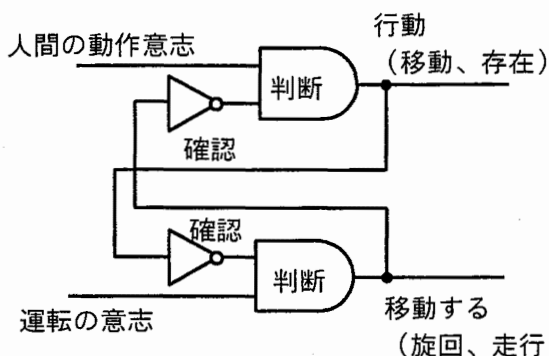 人間の動作意志
行動
(移動、存在)
判断
確認
確認
判断
運転の意志
移動する
(旋回、走行